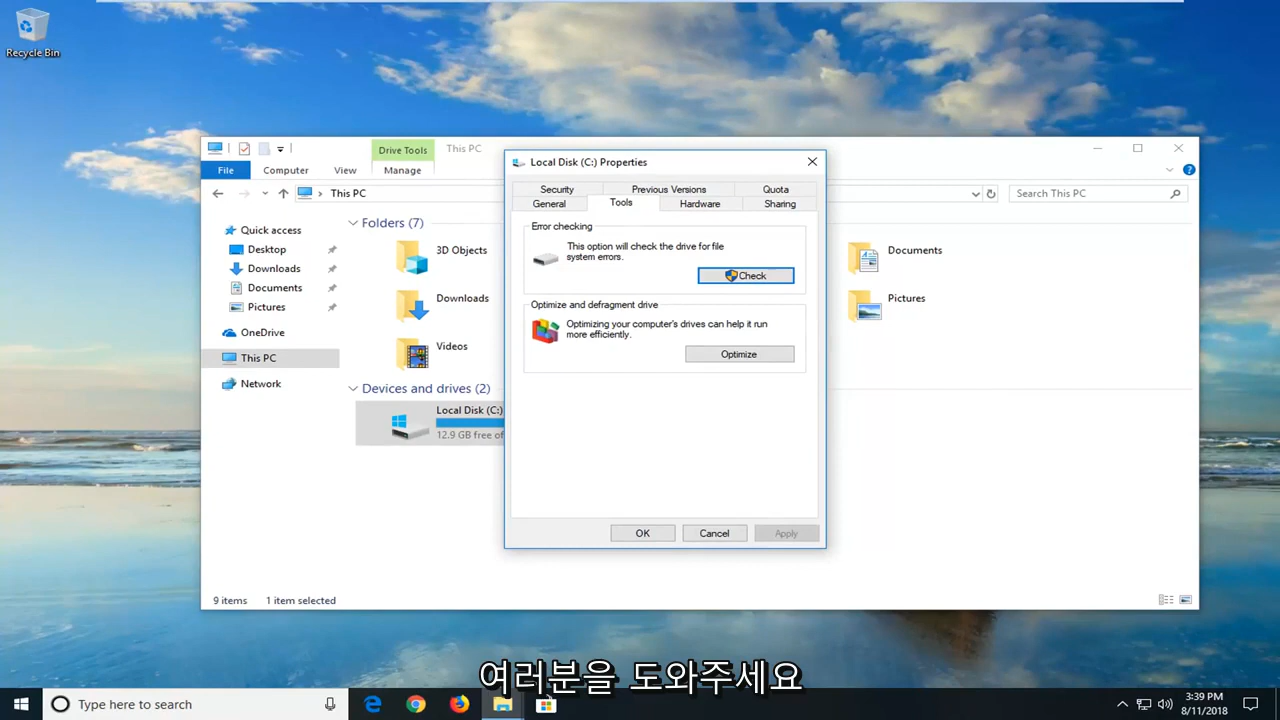 Recycle Bin
Drive Tools
This PC
File
Computer
View
Manage
This PC
Search This PC
Quick access
Desktop
Downloads
Documents
Pictures
OneDrive
This PC
Network
Folders (7)
3D Objects
Downloads
Videos
Documents
Pictures
Devices and drives (2)
Local Disk (C:)
12.9 GB free of
9 items
1 item selected
Local Disk (C:) Properties
Security
Previous Versions
Quota
General
Tools
Hardware
Sharing
Error checking
This option will check the drive for file
system errors.
Check
Optimize and defragment drive
Optimizing your computer's drives can help it run
more efficiently.
Optimize
OK
Cancel
Apply
여러분을 도와주세요
Type here to search
3:39 PM
8/11/2018